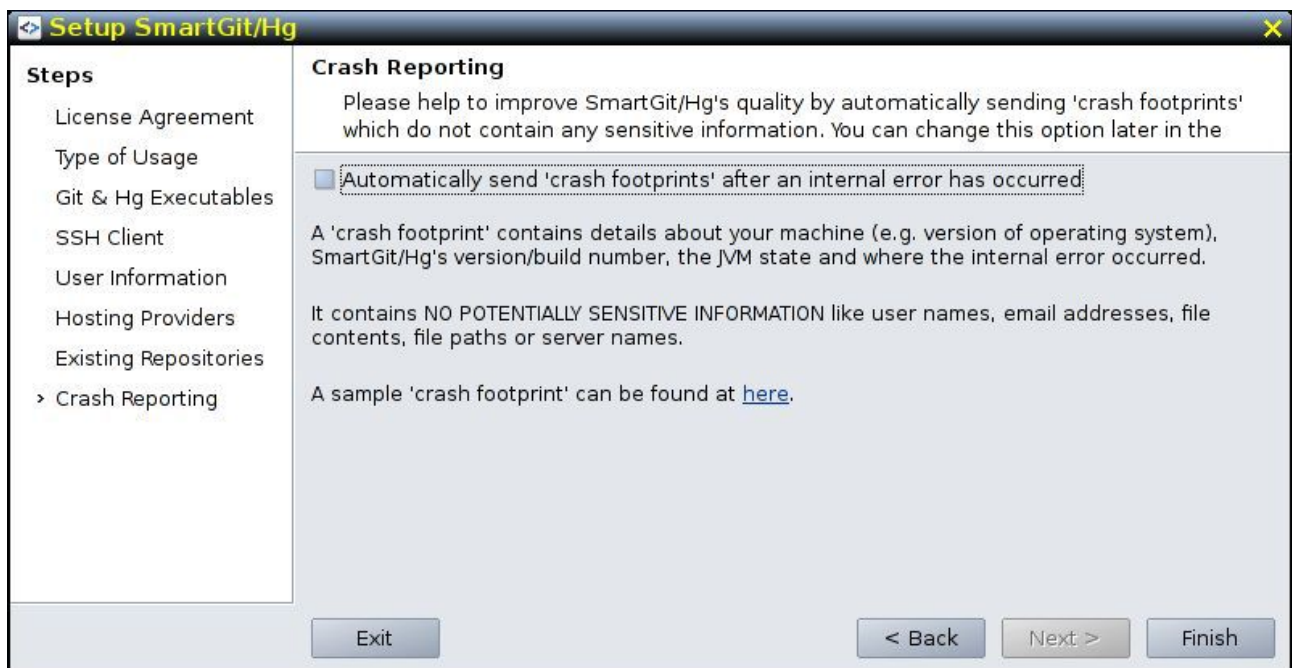 Setup SmartGit/Hg
Steps
License Agreement
Type of Usage
Git & Hg Executables
SSH Client
User Information
Hosting Providers
Existing Repositories
› Crash Reporting
Crash Reporting
Please help to improve SmartGit/Hg's quality by automatically sending 'crash footprints'
which do not contain any sensitive information. You can change this option later in the
Automatically send 'crash footprints' after an internal error has occurred
A 'crash footprint' contains details about your machine (e.g. version of operating system),
SmartGit/Hg's version/build number, the JVM state and where the internal error occurred.
It contains NO POTENTIALLY SENSITIVE INFORMATION like user names, email addresses, file
contents, file paths or server names.
A sample 'crash footprint' can be found at here.
Exit
< Back
Next >
Finish